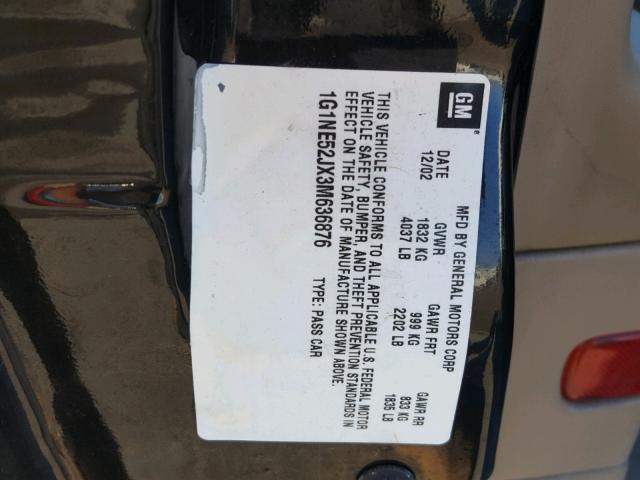 GM
MFD BY GENERAL MOTORS CORP
DATE GVWR GAWR FRT GAWR RR
12/02 1832 KG 999 KG 833 KG
4037 LB 2202 LB 1835 LB
THIS VEHICLE CONFORMS TO ALL APPLICABLE U.S. FEDERAL MOTOR
VEHICLE SAFETY, BUMPER, AND THEFT PREVENTION STANDARDS IN
EFFECT ON THE DATE OF MANUFACTURE SHOWN ABOVE.
1G1NE52JX3M636876 TYPE: PASS CAR